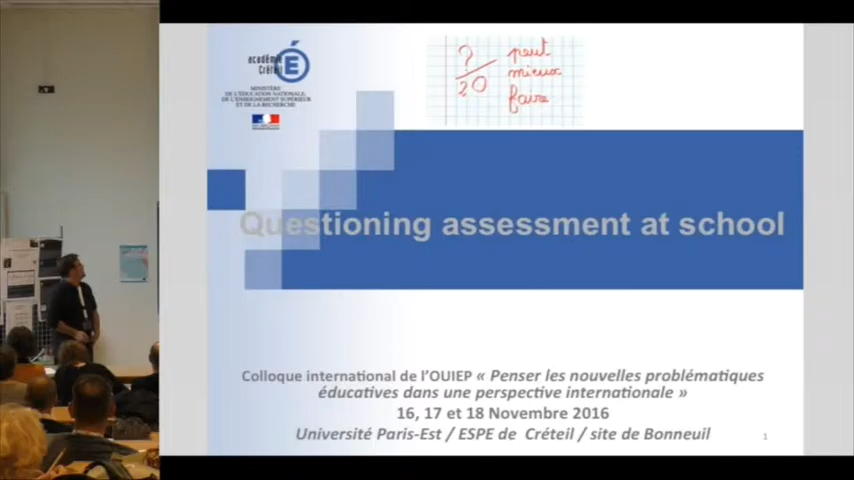 académie
Créteil
MINISTÈRE
DE L'ÉDUCATION NATIONALE,
DE L'ENSEIGNEMENT SUPÉRIEUR
ET DE LA RECHERCHE
?/20
peut
mieux
faire
Questioning assessment at school
Colloque international de l'OUIEP « Penser les nouvelles problématiques
éducatives dans une perspective internationale »
16, 17 et 18 Novembre 2016
Université Paris-Est / ESPE de Créteil / site de Bonneuil
1